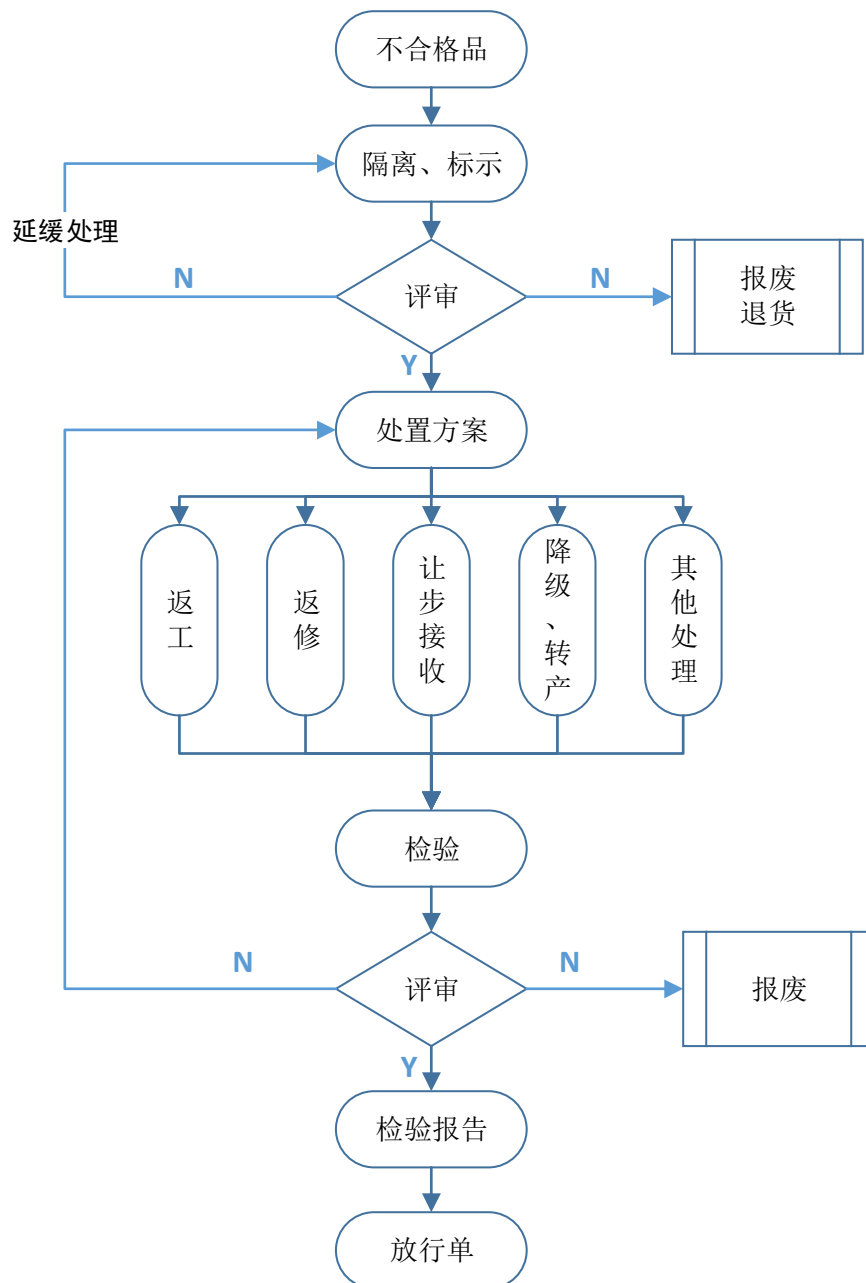 不合格品
隔离、标示
延缓处理
N
评审
N
报废
退货
Y
处置方案
返工
返修
让步接收
降级、转产
其他处理
检验
N
评审
N
报废
Y
检验报告
放行单